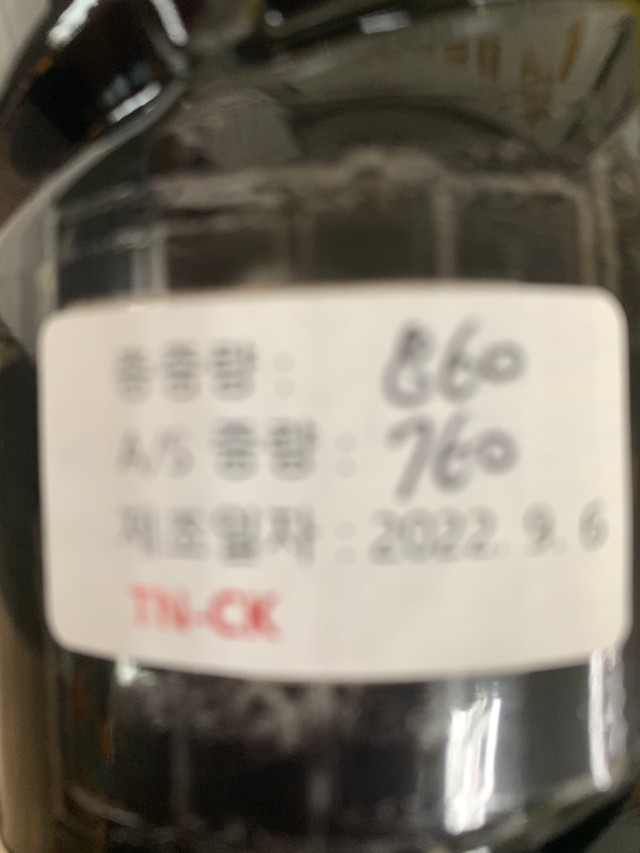 총중량 : 860
A/S 중량 : 760
제조일자 : 2022. 9. 6
TN-CK